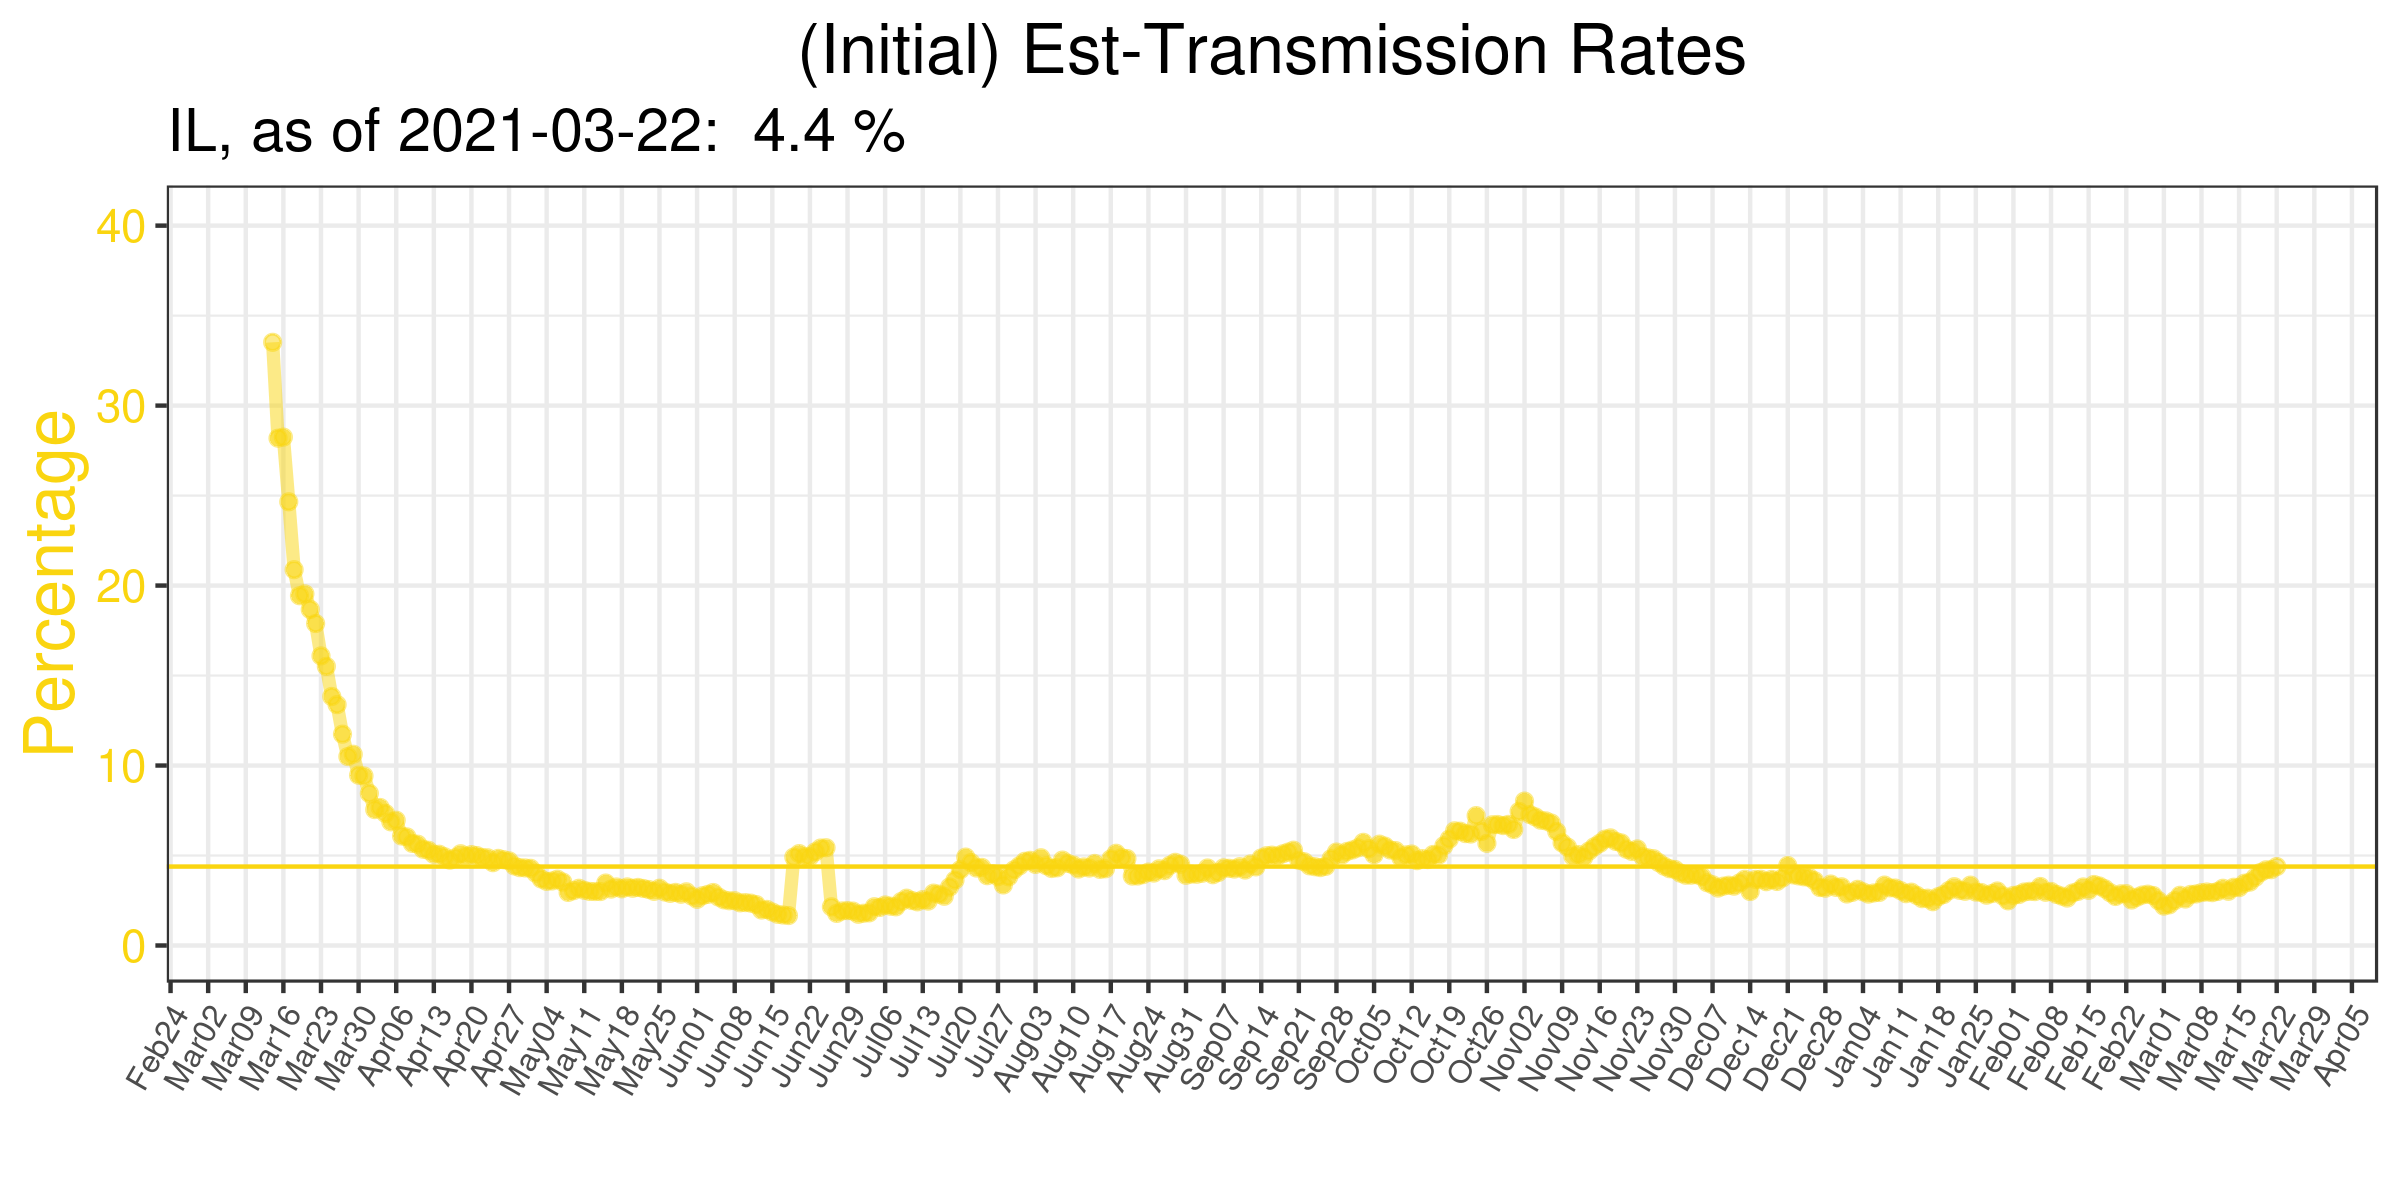 (Initial) Est-Transmission Rates
IL, as of 2021-03-22:  4.4 %
Percentage
40
30
20
10
0
Feb24
Mar02
Mar09
Mar16
Mar23
Mar30
Apr06
Apr13
Apr20
Apr27
May04
May11
May18
May25
Jun01
Jun08
Jun15
Jun22
Jun29
Jul06
Jul13
Jul20
Jul27
Aug03
Aug10
Aug17
Aug24
Aug31
Sep07
Sep14
Sep21
Sep28
Oct05
Oct12
Oct19
Oct26
Nov02
Nov09
Nov16
Nov23
Nov30
Dec07
Dec14
Dec21
Dec28
Jan04
Jan11
Jan18
Jan25
Feb01
Feb08
Feb15
Feb22
Mar01
Mar08
Mar15
Mar22
Mar29
Apr05